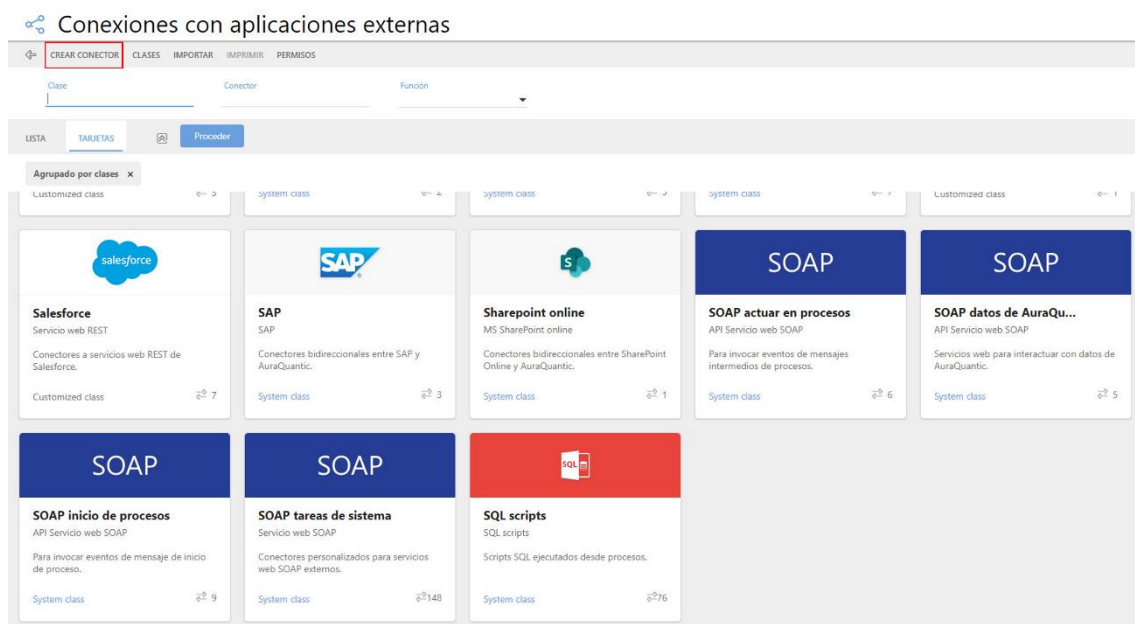 Conexiones con aplicaciones externas
CREAR CONECTOR CLASES IMPORTAR IMPRIMIR PERMISOS
Clase Conector Función
LISTA TARJETAS Proceder
Agrupado por clases x
Customized class 3 System class 2 System class System class 7 Customized class 1
salesforce SAP S SOAP SOAP
Salesforce SAP Sharepoint online SOAP actuar en procesos SOAP datos de AuraQu...
Servicio web REST SAP MS SharePoint online API Servicio web SOAP API Servicio web SOAP
Conectores a servicios web REST de Conectores bidireccionales entre SAP y Conectores bidireccionales entre SharePoint Para invocar eventos de mensajes Servicios web para interactuar con datos de
Salesforce. AuraQuantic. Online y AuraQuantic. intermedios de procesos. AuraQuantic.
Customized class 7 System class 3 System class 1 System class 6 System class 5
SOAP SOAP SQL
SOAP inicio de procesos SOAP tareas de sistema SQL scripts
API Servicio web SOAP Servicio web SOAP SQL scripts
Para invocar eventos de mensaje de inicio Conectores personalizados para servicios Scripts SQL ejecutados desde procesos.
de proceso. web SOAP externos.
System class 9 System class 148 System class 76